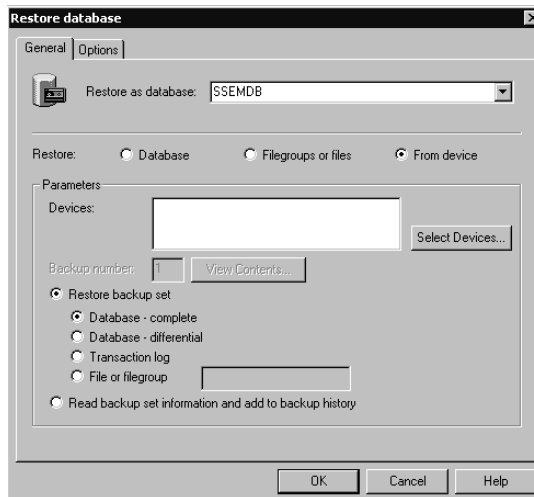 Restore database
General Options
Restore as database: SSEMDB
Restore: Database Filegroups or files From device
Parameters
Devices:
Select Devices...
Backup number: 1 View Contents...
Restore backup set
Database - complete
Database - differential
Transaction log
File or filegroup
Read backup set information and add to backup history
OK Cancel Help